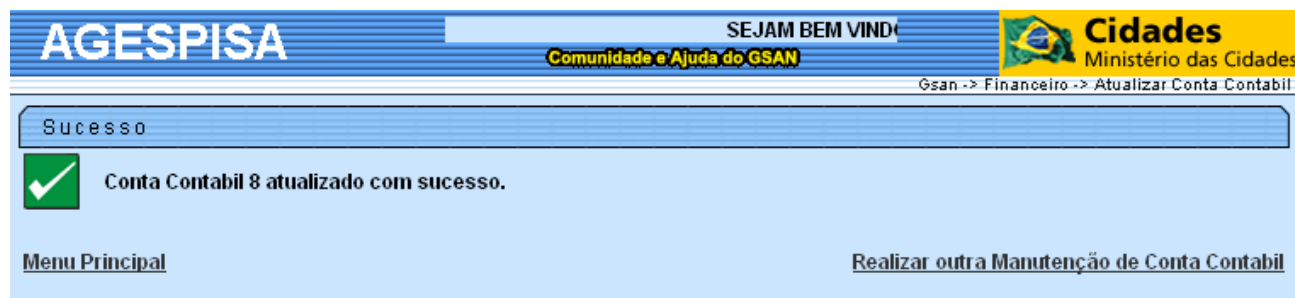 AGESPISA
SEJAM BEM VIND
Comunidade e Ajuda do GSAN
Cidades
Ministério das Cidades
Gsan -> Financeiro -> Atualizar Conta Contabil
Sucesso
Conta Contabil 8 atualizado com sucesso.
Menu Principal
Realizar outra Manutenção de Conta Contabil